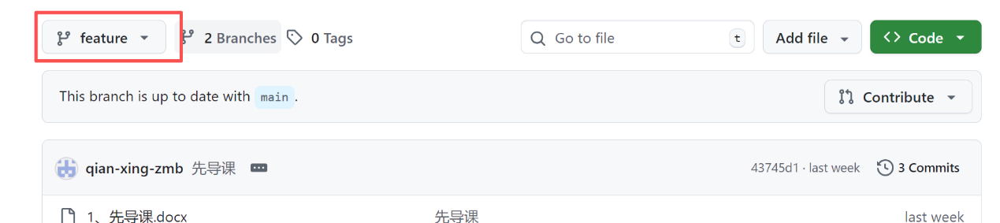 feature 2 Branches 0 Tags Go to file t Add file Code
This branch is up to date with main .
Contribute
qian-xing-zmb 先导课 43745d1 · last week 3 Commits
1、先导课.docx 先导课 last week